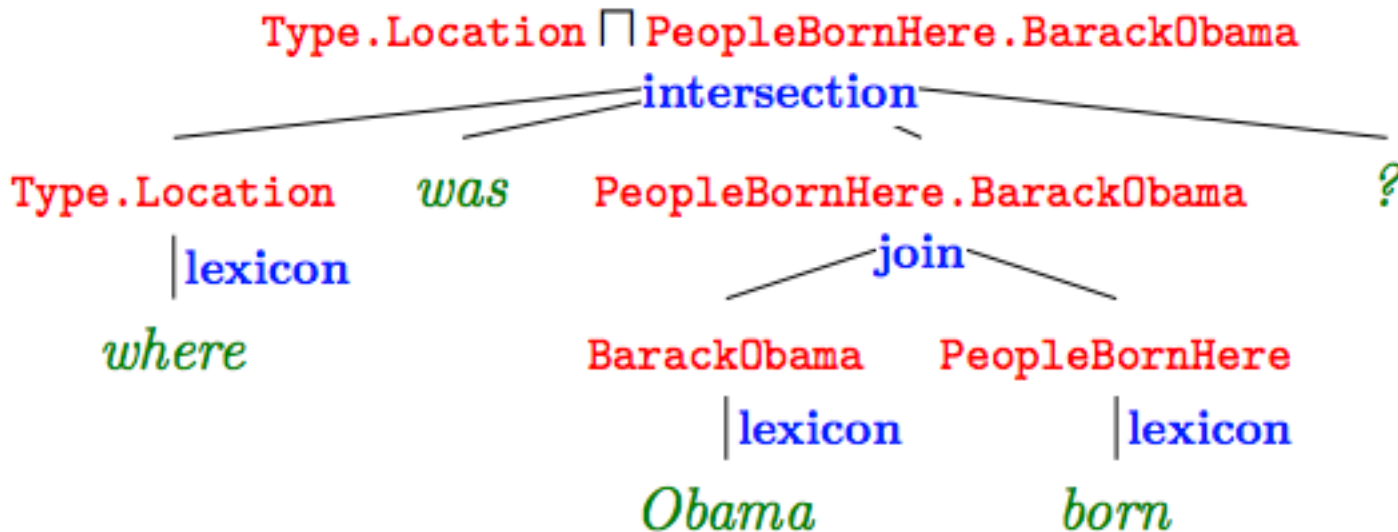 Type.Location ⊓ PeopleBornHere.BarackObama
intersection
Type.Location was PeopleBornHere.BarackObama ?
lexicon join
where BarackObama PeopleBornHere
lexicon lexicon
Obama born